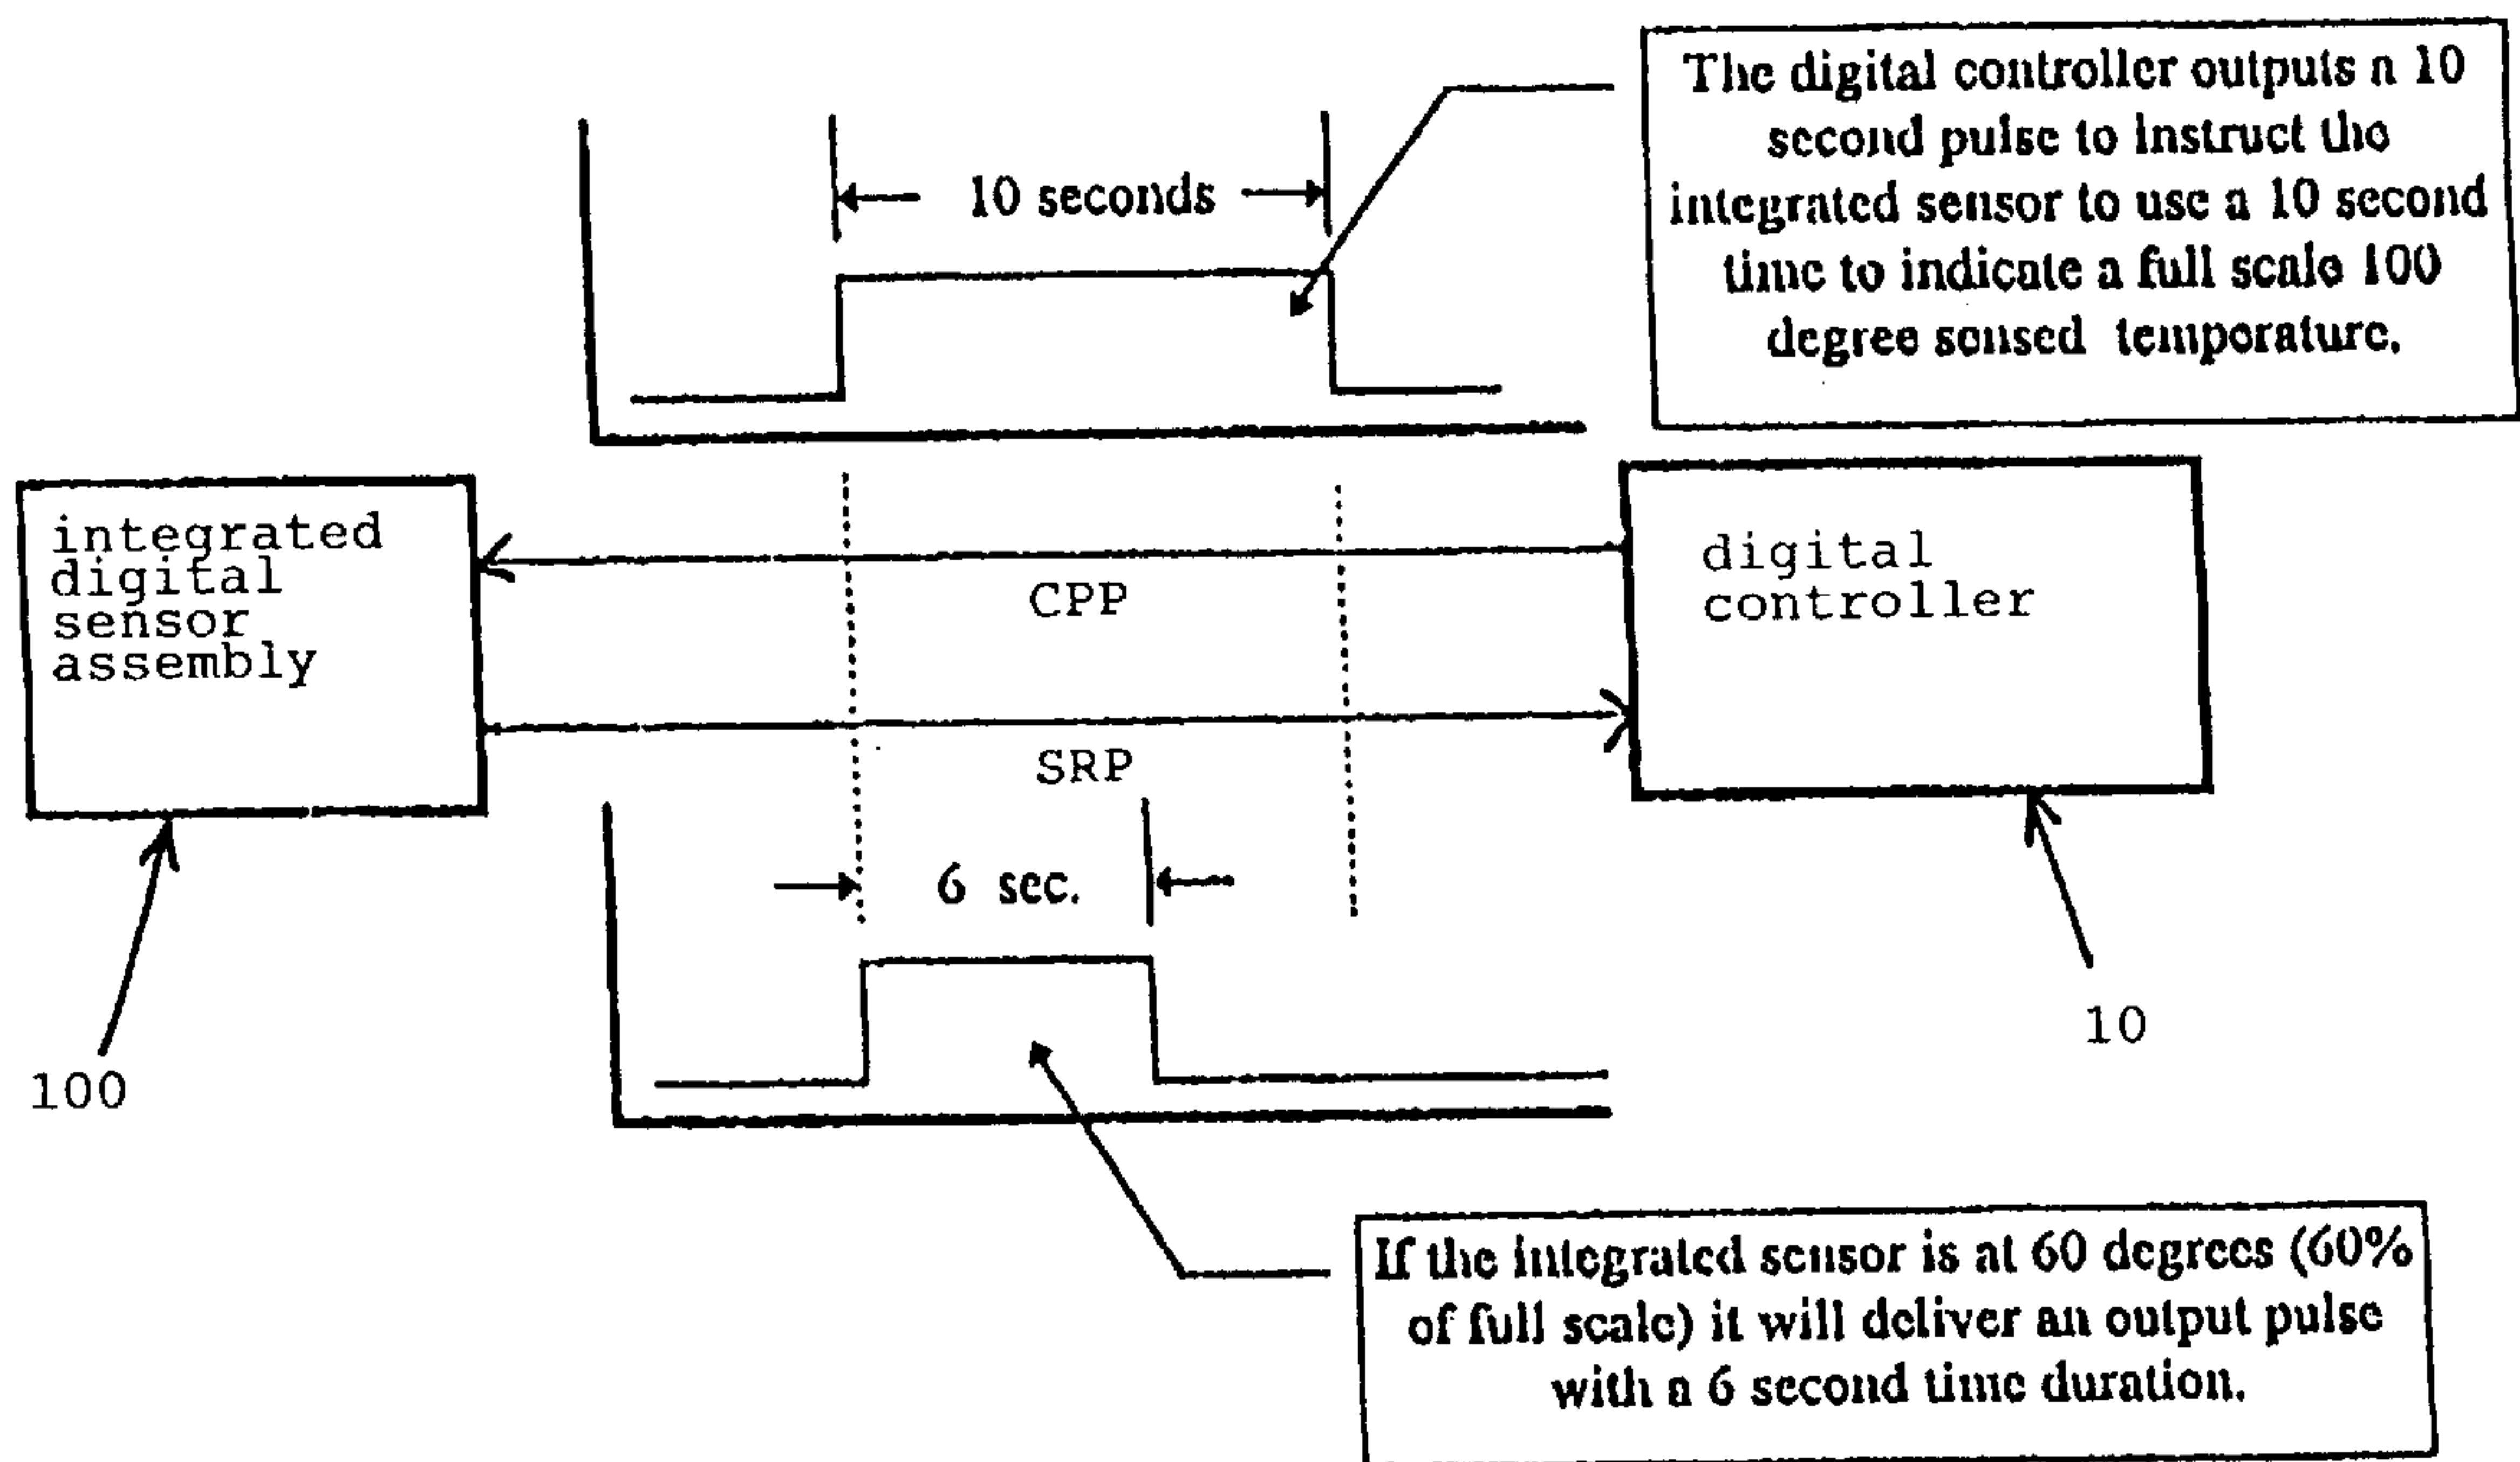 The digital controller outputs a 10
second pulse to instruct the
integrated sensor to use a 10 second
time to indicate a full scale 100
degree sensed temperature.
10 seconds
integrated
digital
sensor
assembly
digital
controller
CPP
SRP
6 sec.
100
10
If the integrated sensor is at 60 degrees (60%
of full scale) it will deliver an output pulse
with a 6 second time duration.